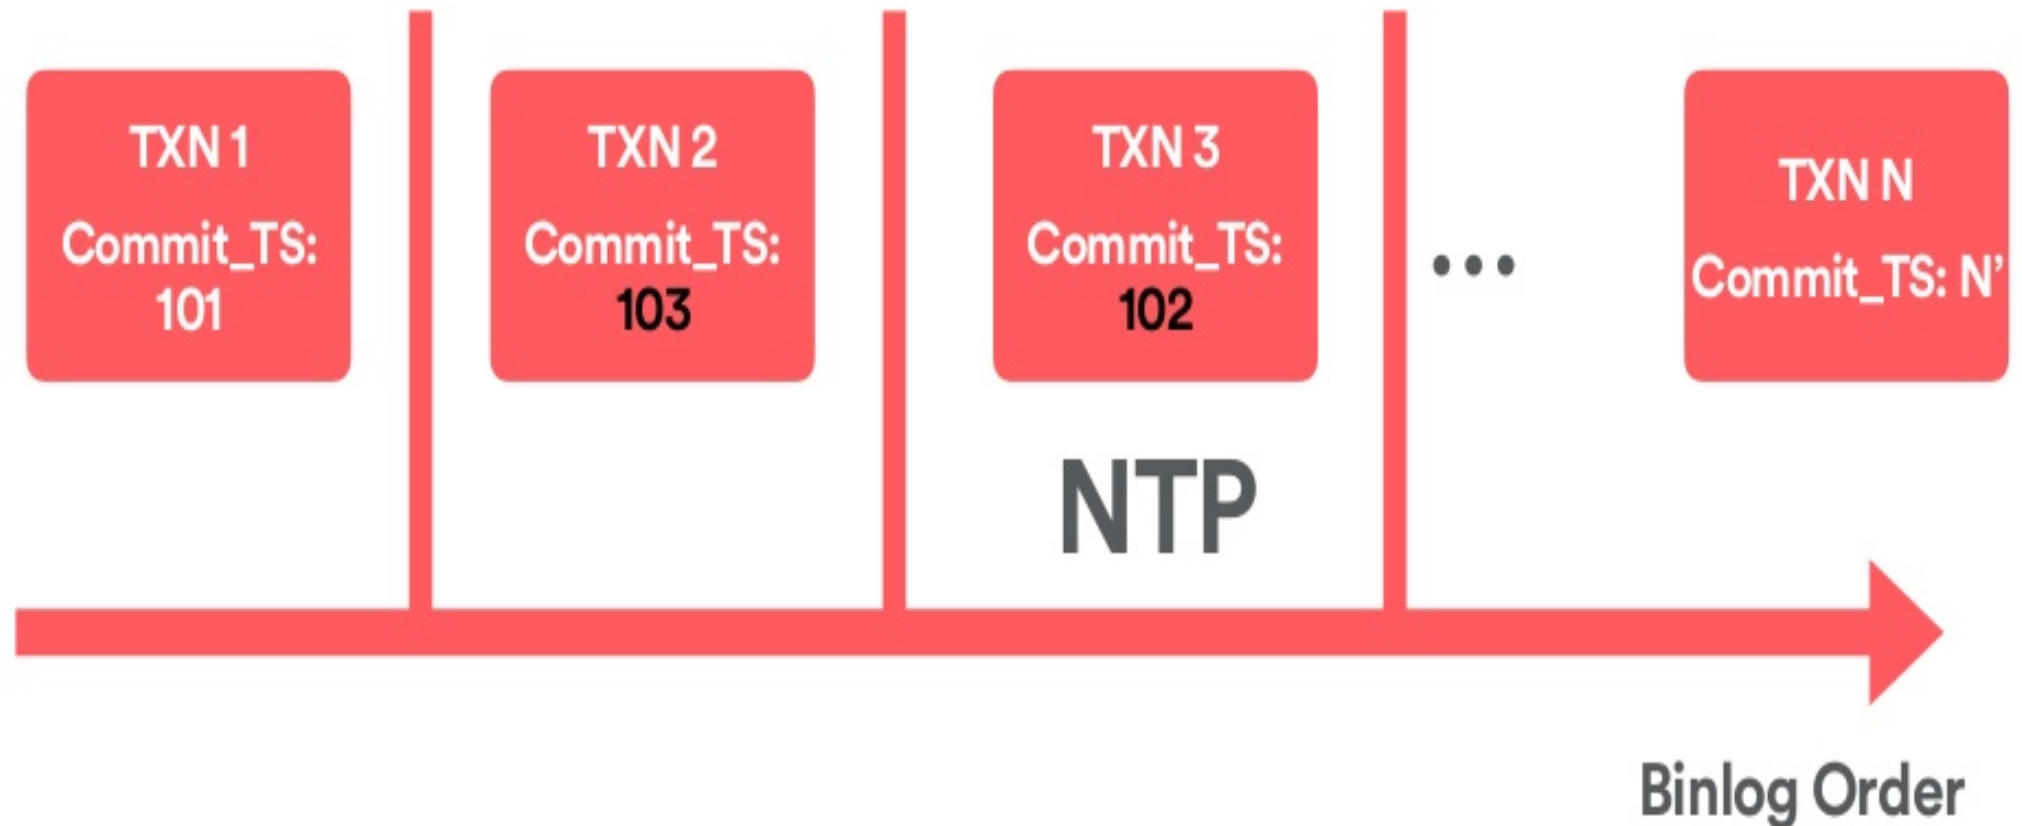 TXN 1
Commit_TS:
101
TXN 2
Commit_TS:
103
TXN 3
Commit_TS:
102
...
TXN N
Commit_TS: N’
NTP
Binlog Order